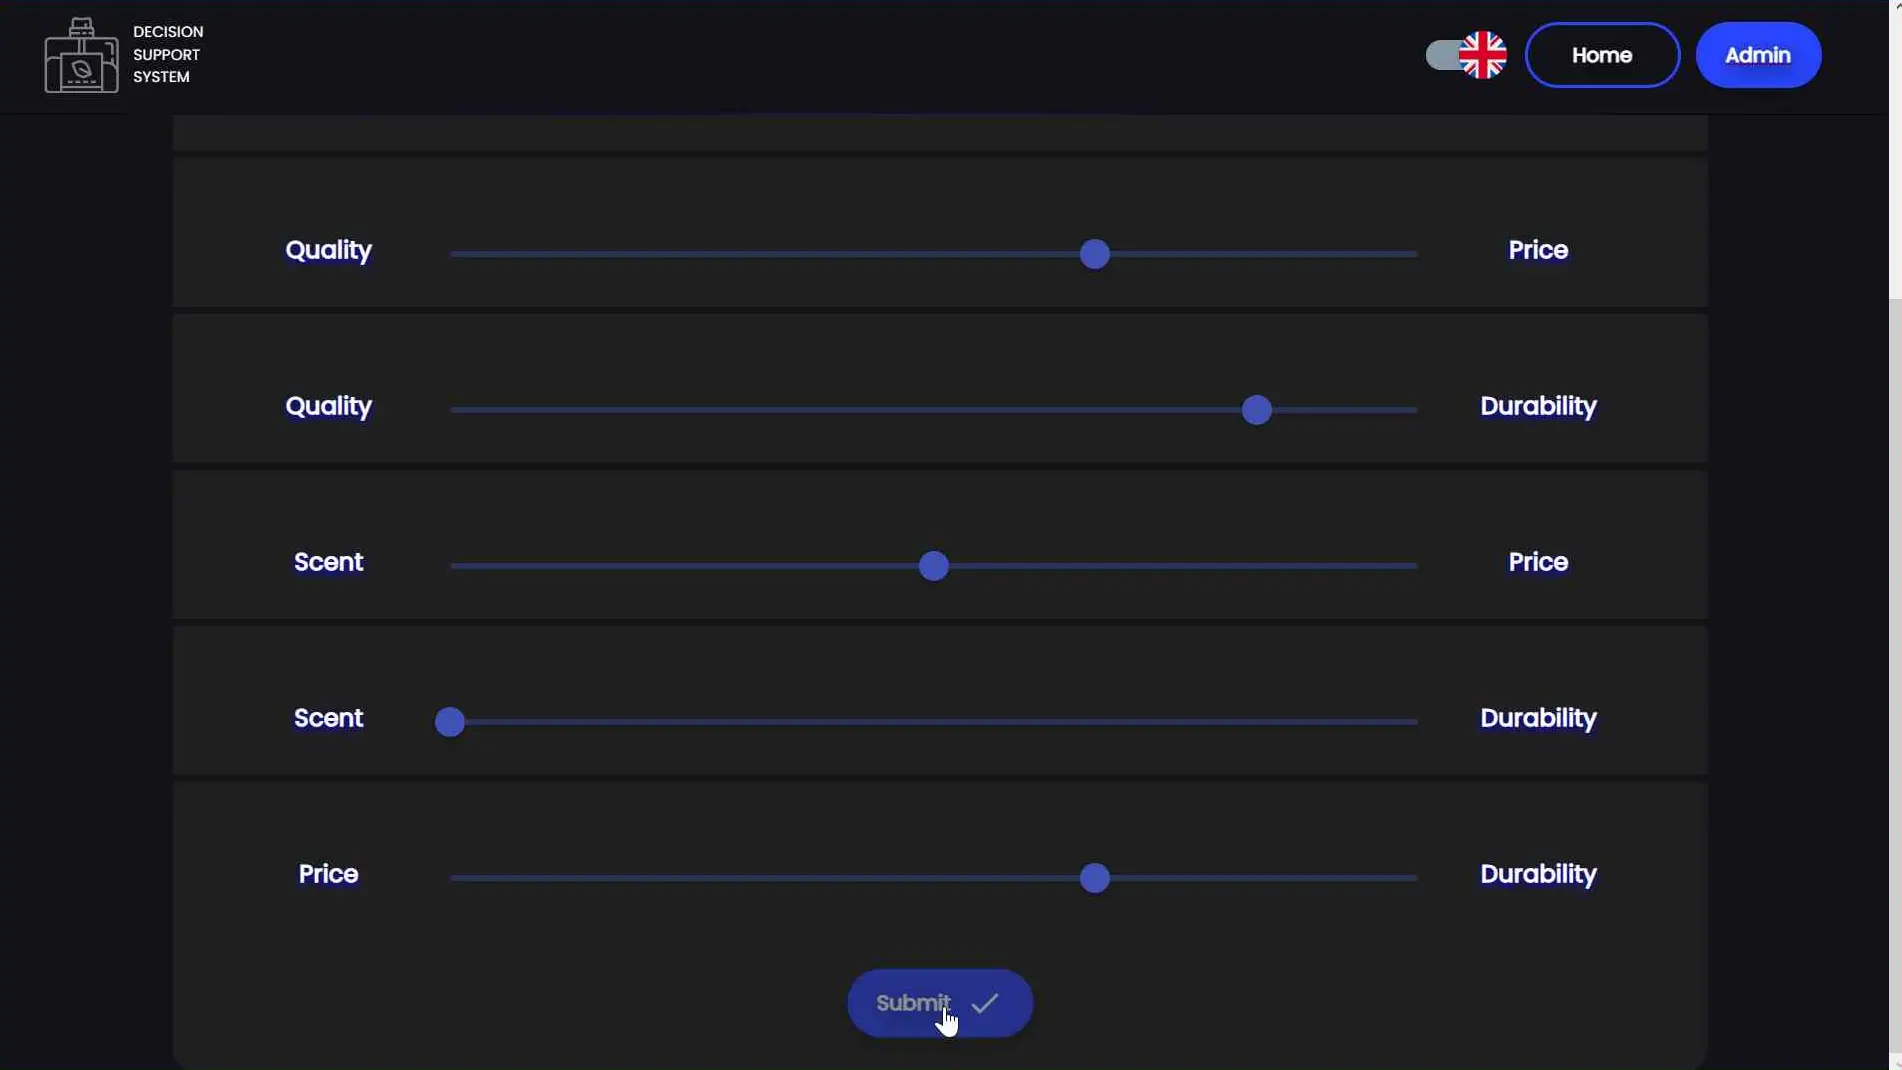 DECISION
SUPPORT
SYSTEM
Home
Admin
Quality
Price
Quality
Durability
Scent
Price
Scent
Durability
Price
Durability
Submit